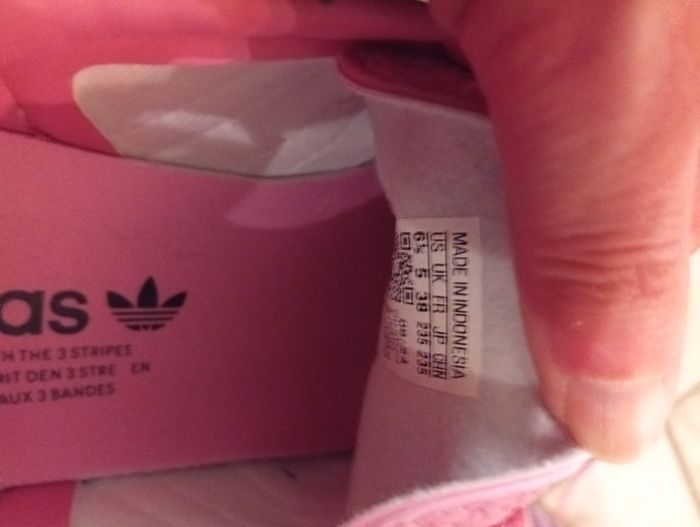 as
TH THE 3 STRIPES
RIT DEN 3 STRE EN
AUX 3 BANDES
MADE IN INDONESIA
US UK FR JP CHN
6½ 5 38 235 235